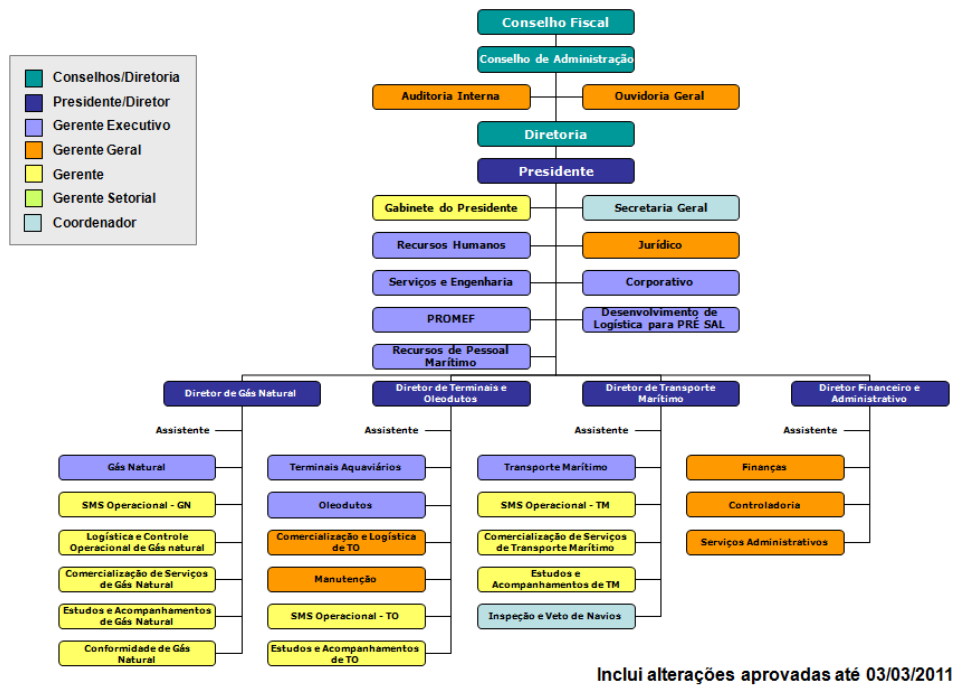 Conselho Fiscal
Conselho de Administração
Auditoria Interna
Ouvidoria Geral
Diretoria
Presidente
Conselhos/Diretoria
Presidente/Diretor
Gerente Executivo
Gerente Geral
Gerente
Gerente Setorial
Coordenador
Gabinete do Presidente
Secretaria Geral
Recursos Humanos
Jurídico
Serviços e Engenharia
Corporativo
PROMEF
Desenvolvimento de
Logística para PRÉ SAL
Recursos de Pessoal
Marítimo
Diretor de Gás Natural
Diretor de Terminais e
Oleodutos
Diretor de Transporte
Marítimo
Diretor Financeiro e
Administrativo
Assistente
Assistente
Assistente
Assistente
Gás Natural
SMS Operacional - GN
Logística e Controle
Operacional de Gás natural
Comercialização de Serviços
de Gás Natural
Estudos e Acompanhamentos
de Gás Natural
Conformidade de Gás
Natural
Terminais Aquaviários
Oleodutos
Comercialização e Logística
de TO
Manutenção
SMS Operacional - TO
Estudos e Acompanhamentos
de TO
Transporte Marítimo
SMS Operacional - TM
Comercialização de Serviços
de Transporte Marítimo
Estudos e
Acompanhamentos de TM
Inspeção e Veto de Navios
Finanças
Controladoria
Serviços Administrativos
Inclui alterações aprovadas até 03/03/2011